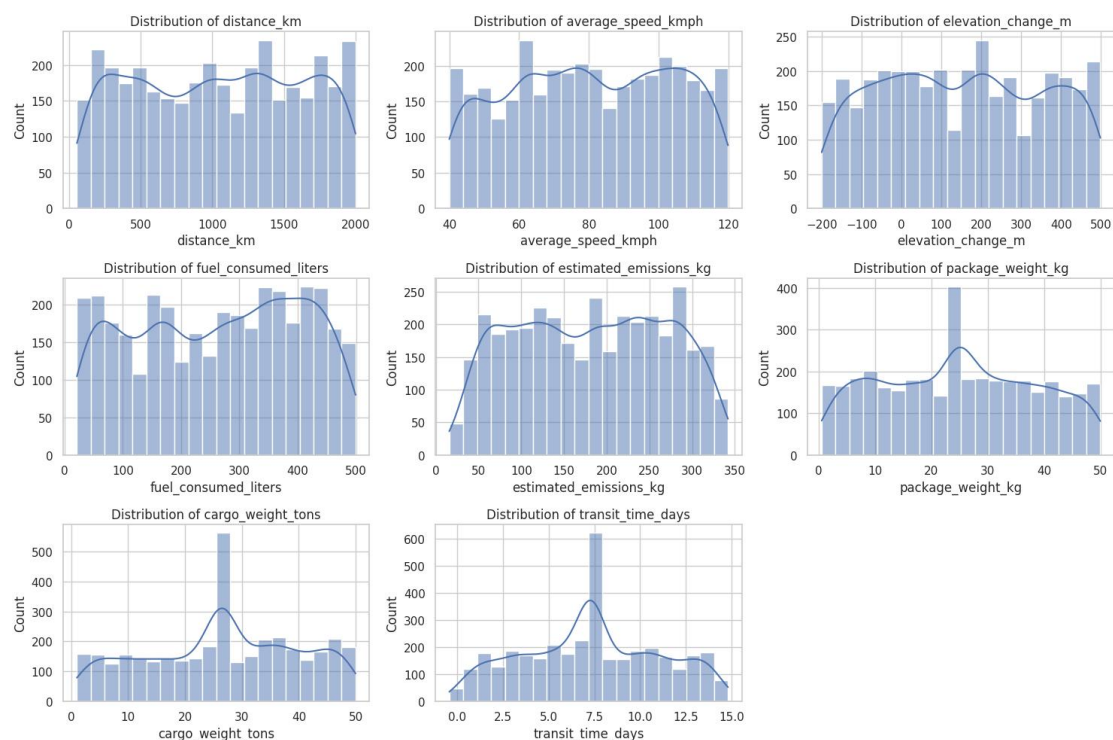 Distribution of distance_km
Count
200
150
100
50
0
0 500 1000 1500 2000
distance_km
Distribution of average_speed_kmph
Count
200
150
100
50
0
40 60 80 100 120
average_speed_kmph
Distribution of elevation_change_m
Count
250
200
150
100
50
0
−200 −100 0 100 200 300 400 500
elevation_change_m
Distribution of fuel_consumed_liters
Count
200
150
100
50
0
0 100 200 300 400 500
fuel_consumed_liters
Distribution of estimated_emissions_kg
Count
250
200
150
100
50
0
0 50 100 150 200 250 300 350
estimated_emissions_kg
Distribution of package_weight_kg
Count
400
300
200
100
0
0 10 20 30 40 50
package_weight_kg
Distribution of cargo_weight_tons
Count
500
400
300
200
100
0
0 10 20 30 40 50
cargo_weight_tons
Distribution of transit_time_days
Count
600
500
400
300
200
100
0
0.0 2.5 5.0 7.5 10.0 12.5 15.0
transit_time_days